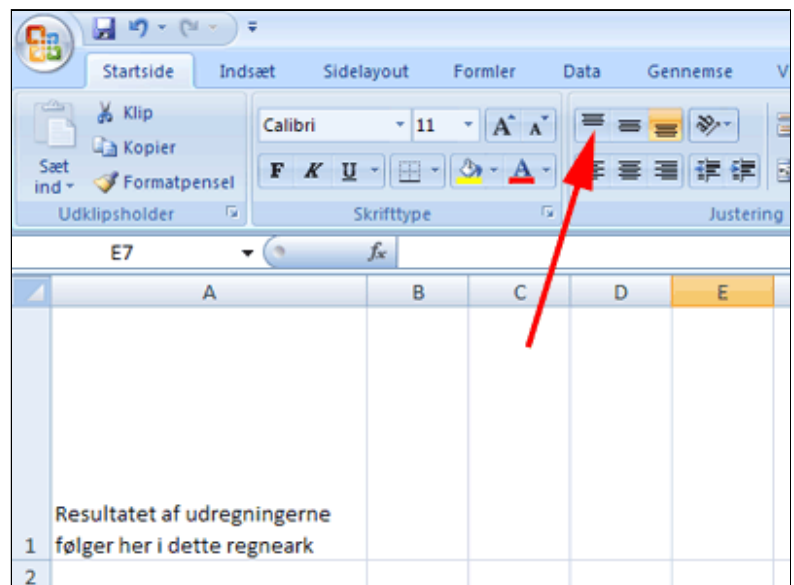 Startside Indsæt Sidelayout Formler Data Gennemse V
Klip
Kopier
Formatpensel
Sæt
ind
Calibri 11 A A
F K U A
Udklipsholder Skrifttype Justering
E7 fx
A B C D E
Resultatet af udregningerne
1 følger her i dette regneark
2